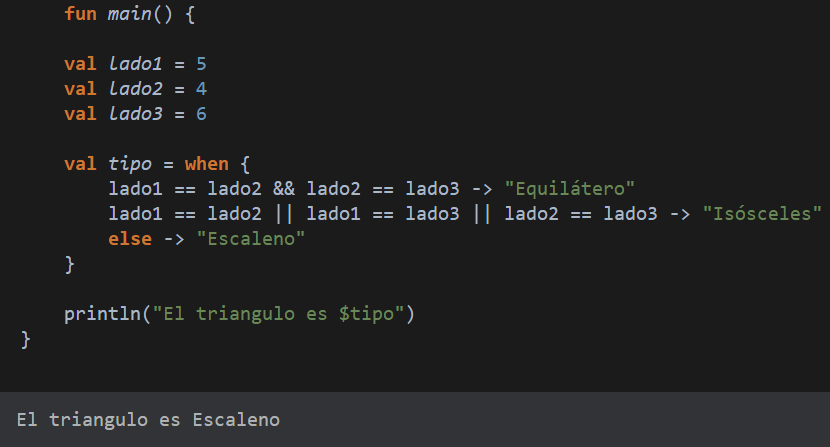 fun main() {
val lado1 = 5
val lado2 = 4
val lado3 = 6
val tipo = when {
lado1 == lado2 && lado2 == lado3 -> "Equilátero"
lado1 == lado2 || lado1 == lado3 || lado2 == lado3 -> "Isósceles"
else -> "Escaleno"
}
println("El triangulo es $tipo")
}
El triangulo es Escaleno